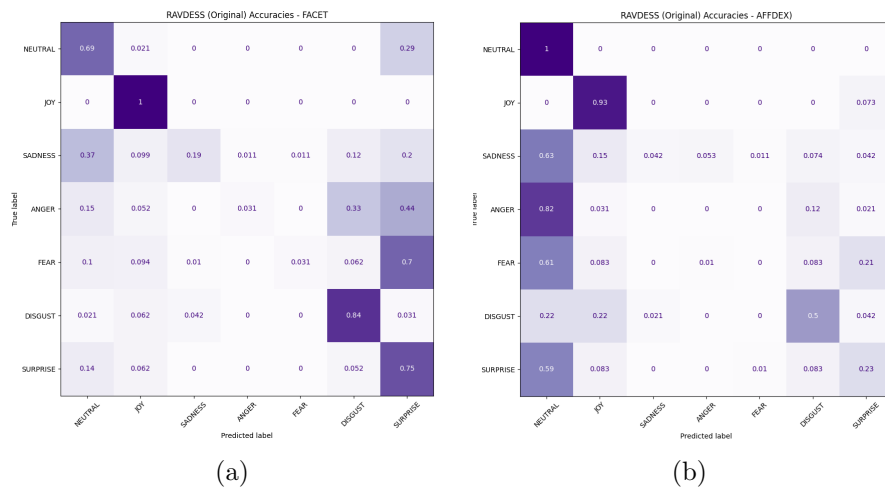 RAVDESS (Original) Accuracies - FACET
NEUTRAL 0.69 0.021 0 0 0 0 0.29
JOY 0 1 0 0 0 0 0
SADNESS 0.37 0.099 0.19 0.011 0.011 0.12 0.2
ANGER 0.15 0.052 0 0.031 0 0.33 0.44
FEAR 0.1 0.094 0.01 0 0.031 0.062 0.7
DISGUST 0.021 0.062 0.042 0 0 0.84 0.031
SURPRISE 0.14 0.062 0 0 0 0.052 0.75
True label
NEUTRAL JOY SADNESS ANGER FEAR DISGUST SURPRISE
Predicted label
(a)
RAVDESS (Original) Accuracies - AFFDEX)
NEUTRAL 1 0 0 0 0 0 0
JOY 0 0.93 0 0 0 0 0.073
SADNESS 0.63 0.15 0.042 0.053 0.011 0.074 0.042
ANGER 0.82 0.031 0 0 0 0.12 0.021
FEAR 0.61 0.083 0 0.01 0 0.083 0.21
DISGUST 0.22 0.22 0.021 0 0 0.5 0.042
SURPRISE 0.59 0.083 0 0 0.01 0.083 0.23
True label
NEUTRAL JOY SADNESS ANGER FEAR DISGUST SURPRISE
Predicted label
(b)